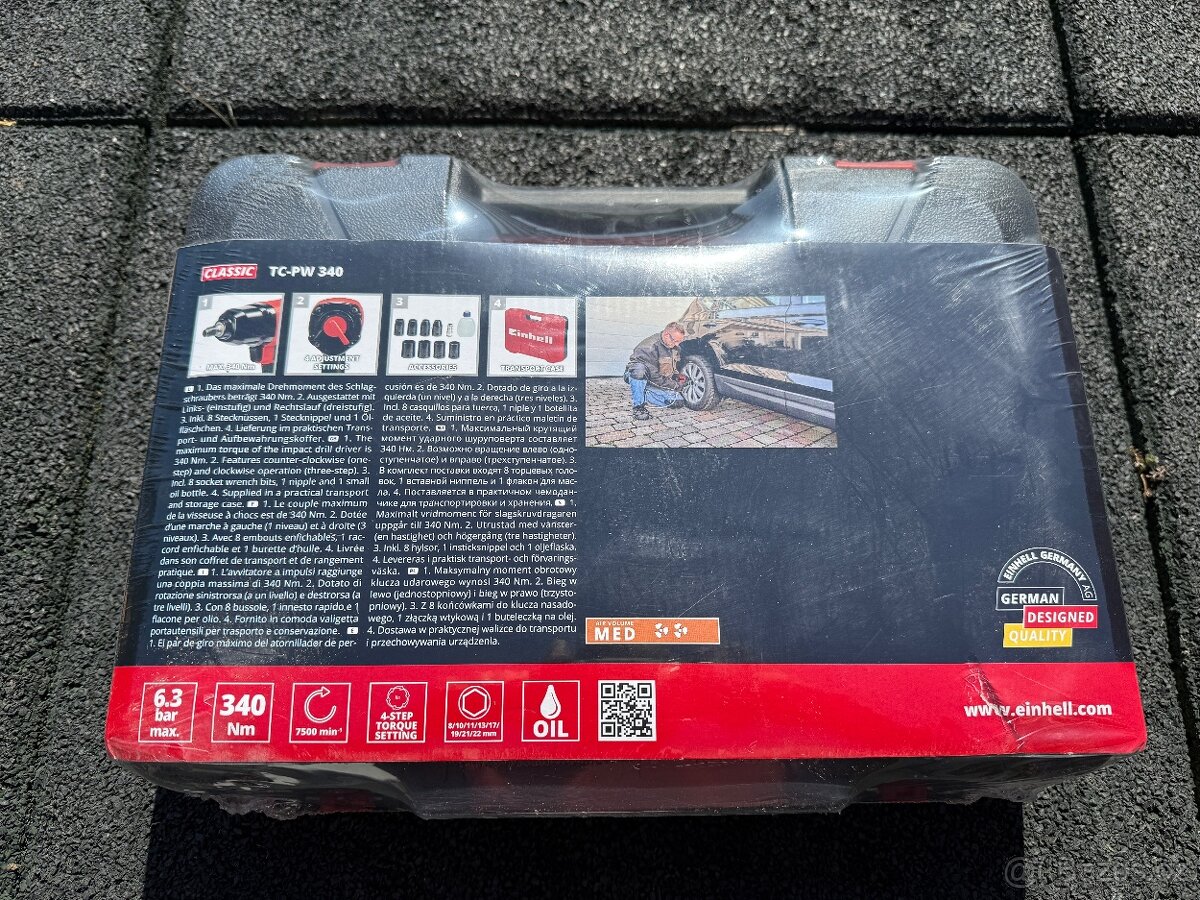 CLASSIC TC-PW 340
1
MAX. 340 Nm
2
4 ADJUSTMENT
SETTINGS
3
ACCESSORIES
4
Einhell
TRANSPORT CASE
1. Das maximale Drehmoment des Schlag-
schraubers beträgt 340 Nm. 2. Ausgestattet mit
Links- (einstufig) und Rechtslauf (dreistufig).
3. Inkl. 8 Stecknüssen, 1 Stecknippel und 1 Öl-
fläschchen. 4. Lieferung im praktischen Trans-
port- und Aufbewahrungskoffer. GB 1. The
maximum torque of the impact drill driver is
340 Nm. 2. Features counter-clockwise (one-
step) and clockwise operation (three-step). 3.
Incl. 8 socket wrench bits, 1 nipple and 1 small
oil bottle. 4. Supplied in a practical transport
and storage case. F 1. Le couple maximum
de la visseuse à chocs est de 340 Nm. 2. Dotée
d'une marche à gauche (1 niveau) et à droite (3
niveaux). 3. Avec 8 embouts enfichables, 1 rac-
cord enfichable et 1 burette d'huile. 4. Livrée
dans son coffret de transport et de rangement
pratique. I 1. L'avvitatore a impulsi raggiunge
una coppia massima di 340 Nm. 2. Dotato di
rotazione sinistrorsa (a un livello) e destrorsa (a
tre livelli). 3. Con 8 bussole, 1 innesto rapido e 1
flacone per olio. 4. Fornito in comoda valigetta
portautensili per trasporto e conservazione. E
1. El par de giro máximo del atornillador de per-
cusión es de 340 Nm. 2. Dotado de giro a la iz-
quierda (un nivel) y a la derecha (tres niveles). 3.
Incl. 8 casquillos para tuerca, 1 niple y 1 botellita
de aceite. 4. Suministro en práctico maletín de
transporte. 1. Максимальный крутящий
момент ударного шуруповерта составляет
340 Нм. 2. Возможно вращение влево (одно-
ступенчатое) и вправо (трехступенчатое). 3.
В комплект поставки входят 8 торцевых голо-
вок, 1 вставной ниппель и 1 флакон для мас-
ла. 4. Поставляется в практичном чемодан-
чике для транспортировки и хранения. S 1.
Maximalt vridmoment för slagskruvdragaren
uppgår till 340 Nm. 2. Utrustad med vänster-
(en hastighet) och högergång (tre hastigheter).
3. Inkl. 8 hylsor, 1 insticksnippel och 1 oljeflaska.
4. Levereras i praktisk transport- och förvarings-
väska. 1. Maksymalny moment obrotowy
klucza udarowego wynosi 340 Nm. 2. Bieg w
lewo (jednostopniowy) i bieg w prawo (trzysto-
pniowy). 3. Z 8 końcówkami do klucza nasado-
wego, 1 złączką wtykową i 1 buteleczką na olej.
4. Dostawa w praktycznej walizce do transportu
i przechowywania urządzenia.
AIR VOLUME
MED
EINHELL GERMANY AG
GERMAN
DESIGNED
QUALITY
6.3
bar
max.
340
Nm
7500 min⁻¹
4-STEP
TORQUE
SETTING
8/10/11/13/17/
19/21/22 mm
OIL
www.einhell.com